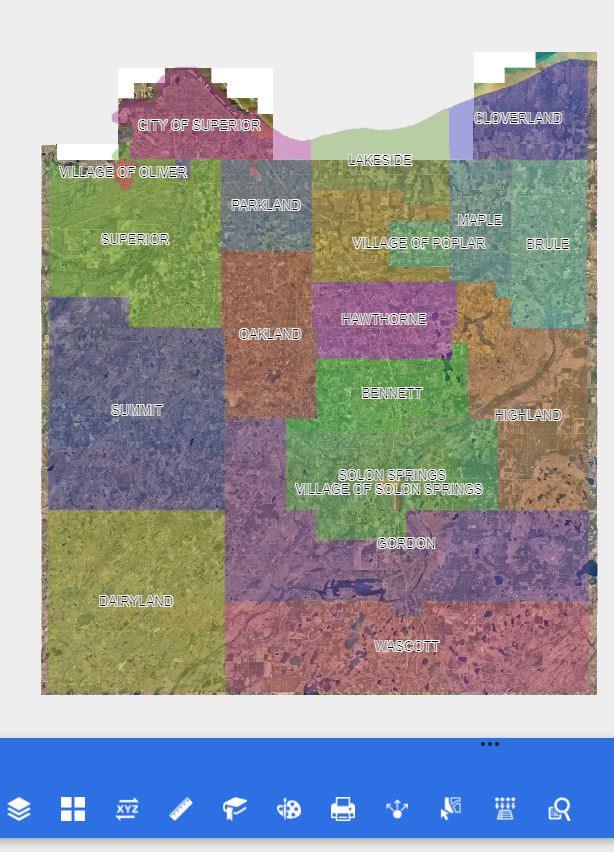 CLOVERLAND
CITY OF SUPERIOR
LAKESIDE
VILLAGE OF OLIVER
PARKLAND
MAPLE
SUPERIOR
VILLAGE OF POPLAR
BRULE
HAWTHORNE
OAKLAND
BENNETT
SUMMIT
HIGHLAND
SOLON SPRINGS
VILLAGE OF SOLON SPRINGS
GORDON
DAIRYLAND
WASCOTT
XYZ